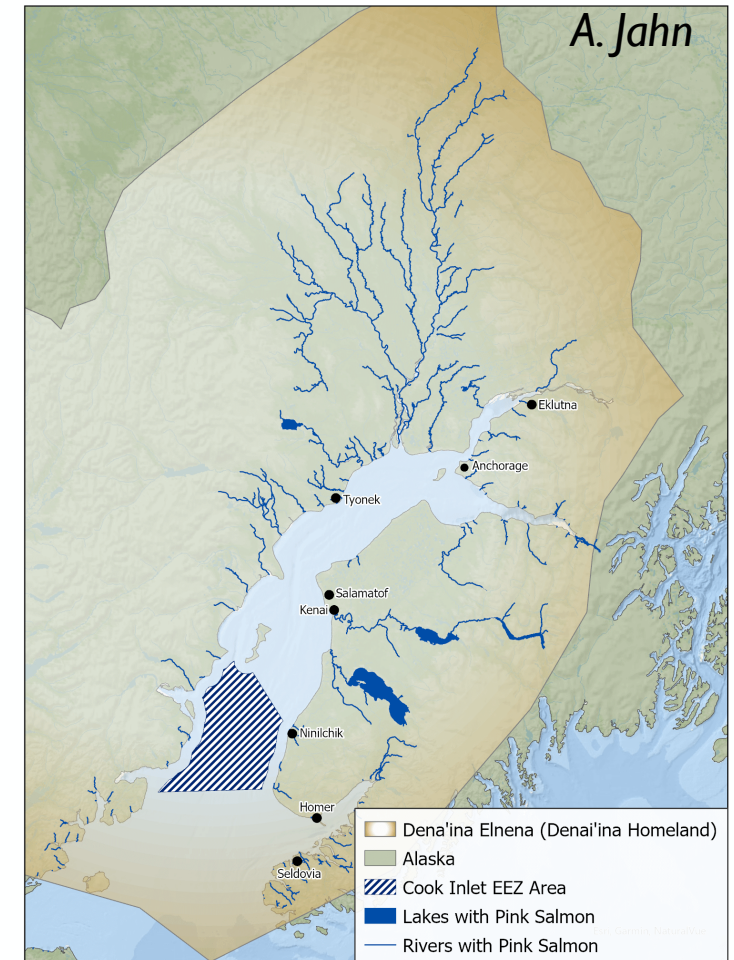 A. Jahn
Eklutna
Anchorage
Tyonek
Salamatof
Kenai
Ninilchik
Homer
Seldovia
Dena'ina Elnena (Denai'ina Homeland)
Alaska
Cook Inlet EEZ Area
Lakes with Pink Salmon
Rivers with Pink Salmon